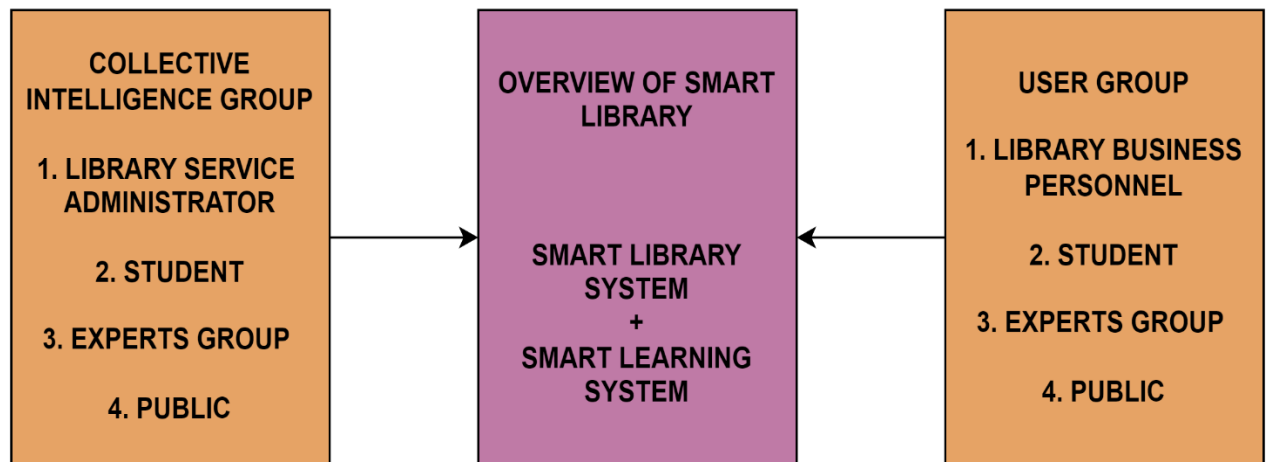 COLLECTIVE
INTELLIGENCE GROUP
1. LIBRARY SERVICE
ADMINISTRATOR
2. STUDENT
3. EXPERTS GROUP
4. PUBLIC
OVERVIEW OF SMART
LIBRARY
SMART LIBRARY
SYSTEM
+
SMART LEARNING
SYSTEM
USER GROUP
1. LIBRARY BUSINESS
PERSONNEL
2. STUDENT
3. EXPERTS GROUP
4. PUBLIC